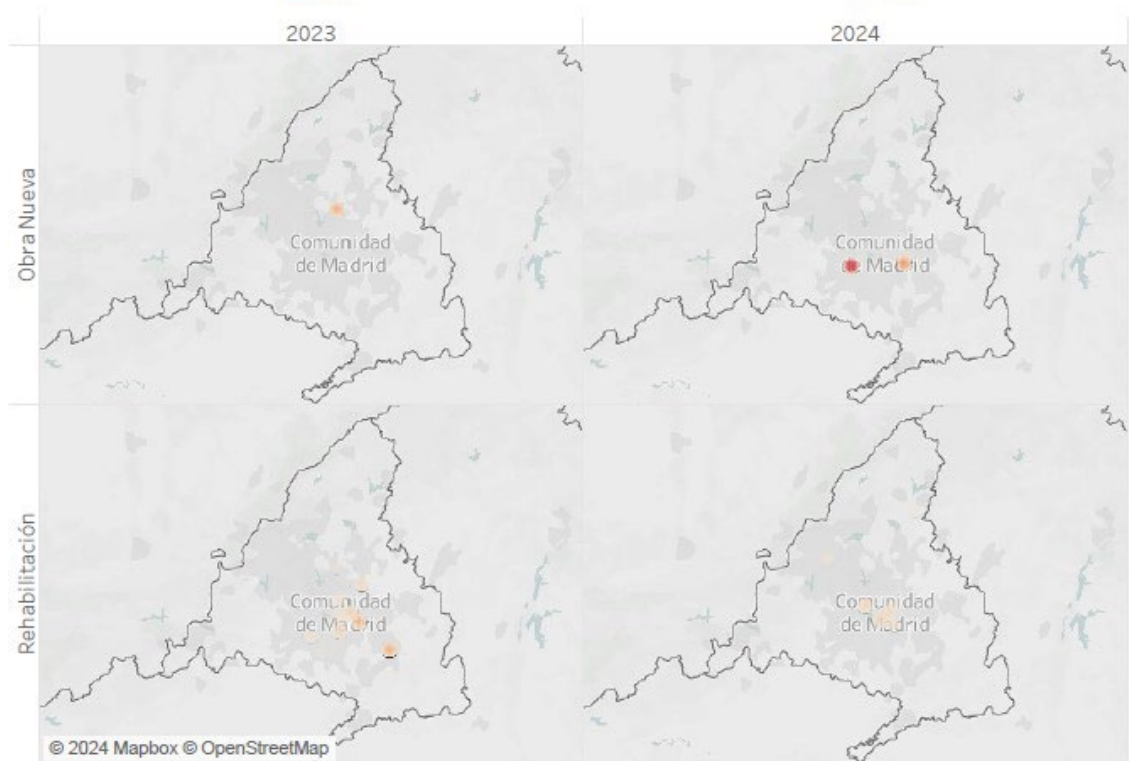 2023
2024
Obra Nueva
Comunidad
de Madrid
Comunidad
de Madrid
Rehabilitación
Comunidad
de Madrid
Comunidad
de Madrid
© 2024 Mapbox © OpenStreetMap